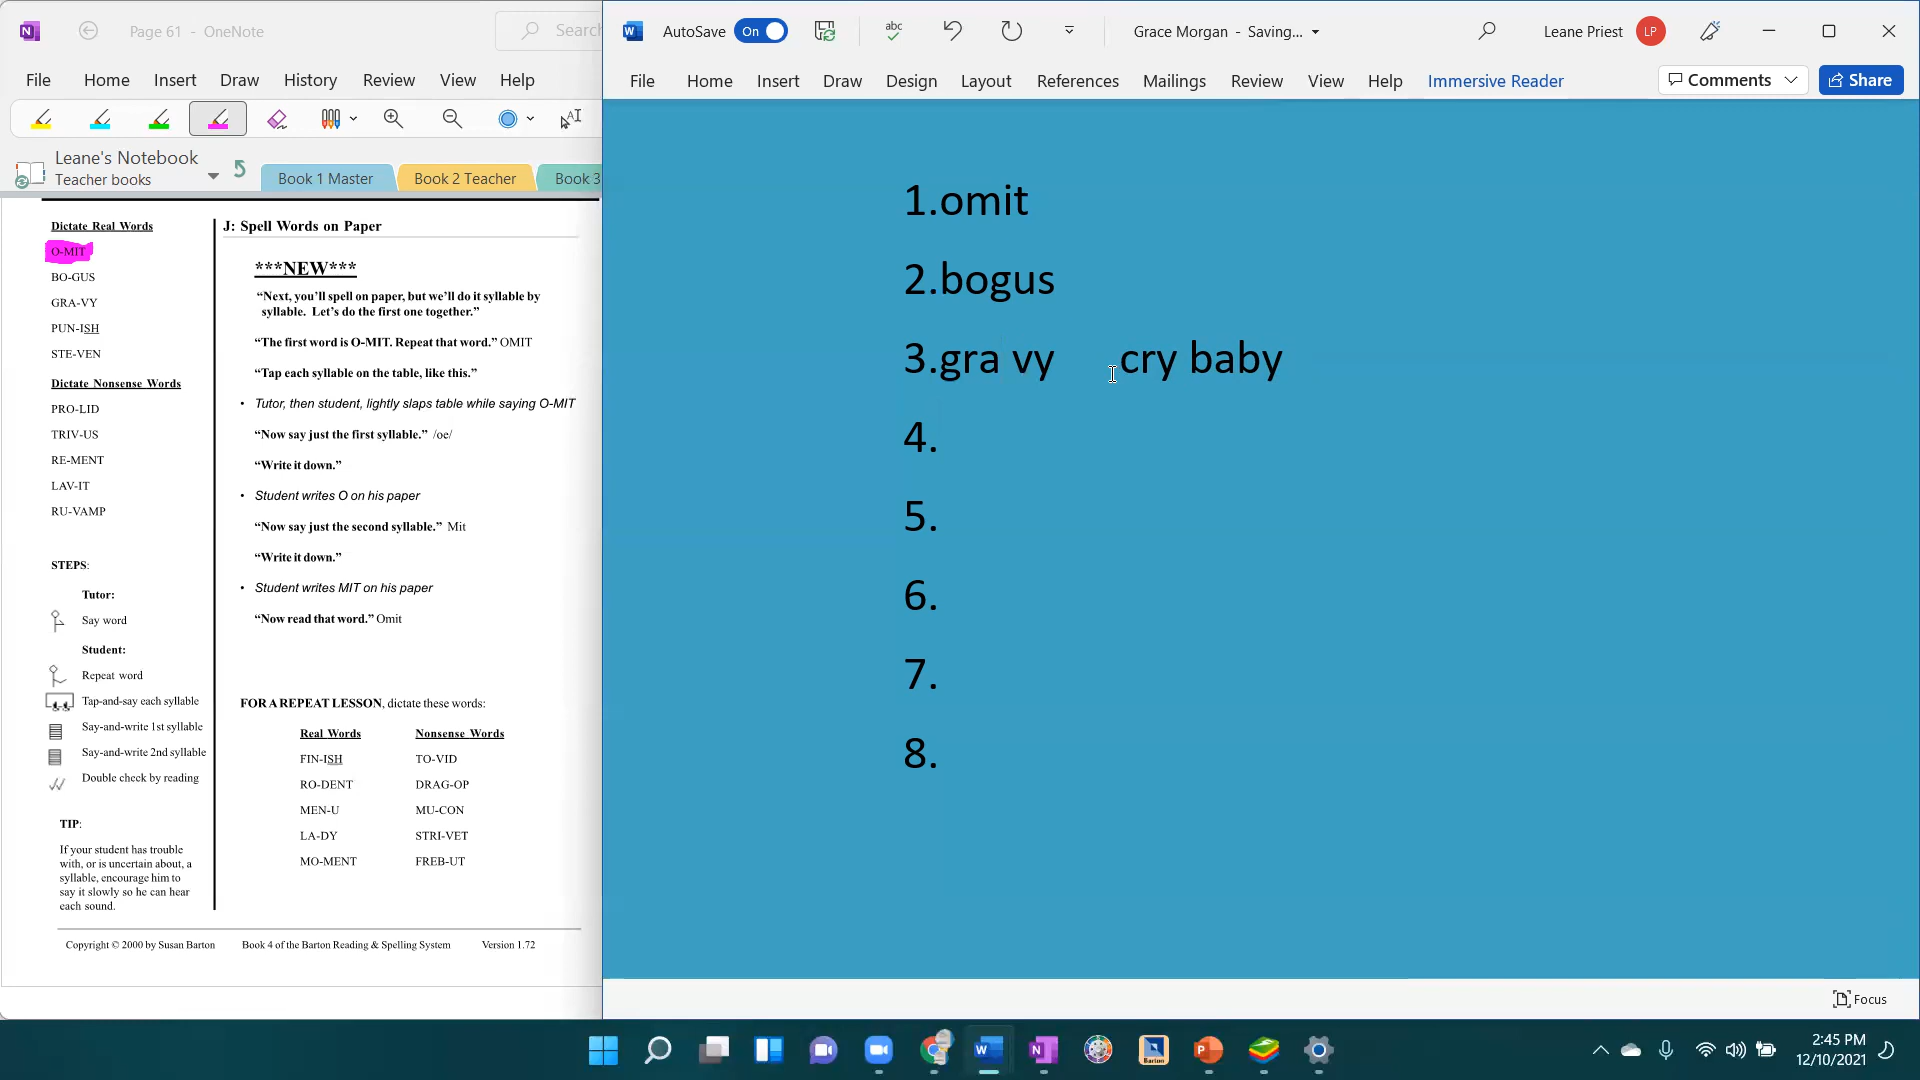 Page 61 - OneNote
Search
File Home Insert Draw History Review View Help
Leane's Notebook
Teacher books
Book 1 Master
Book 2 Teacher
Book 3
Dictate Real Words
O-MIT
BO-GUS
GRA-VY
PUN-ISH
STE-VEN
Dictate Nonsense Words
PRO-LID
TRIV-US
RE-MENT
LAV-IT
RU-VAMP
STEPS:
Tutor:
Say word
Student:
Repeat word
Tap-and-say each syllable
Say-and-write 1st syllable
Say-and-write 2nd syllable
Double check by reading
TIP:
If your student has trouble
with, or is uncertain about, a
syllable, encourage him to
say it slowly so he can hear
each sound.
J: Spell Words on Paper
***NEW***
“Next, you’ll spell on paper, but we’ll do it syllable by
syllable. Let’s do the first one together.”
“The first word is O-MIT. Repeat that word.” OMIT
“Tap each syllable on the table, like this.”
• Tutor, then student, lightly slaps table while saying O-MIT
“Now say just the first syllable.” /oe/
“Write it down.”
• Student writes O on his paper
“Now say just the second syllable.” Mit
“Write it down.”
• Student writes MIT on his paper
“Now read that word.” Omit
FOR A REPEAT LESSON, dictate these words:
Real Words Nonsense Words
FIN-ISH TO-VID
RO-DENT DRAG-OP
MEN-U MU-CON
LA-DY STRI-VET
MO-MENT FREB-UT
Copyright © 2000 by Susan Barton Book 4 of the Barton Reading & Spelling System Version 1.72
AutoSave On abc Grace Morgan - Saving... Leane Priest LP
File Home Insert Draw Design Layout References Mailings Review View Help Immersive Reader Comments Share
1.omit
2.bogus
3.gra vy cry baby
4.
5.
6.
7.
8.
Focus
Barton
2:45 PM
12/10/2021